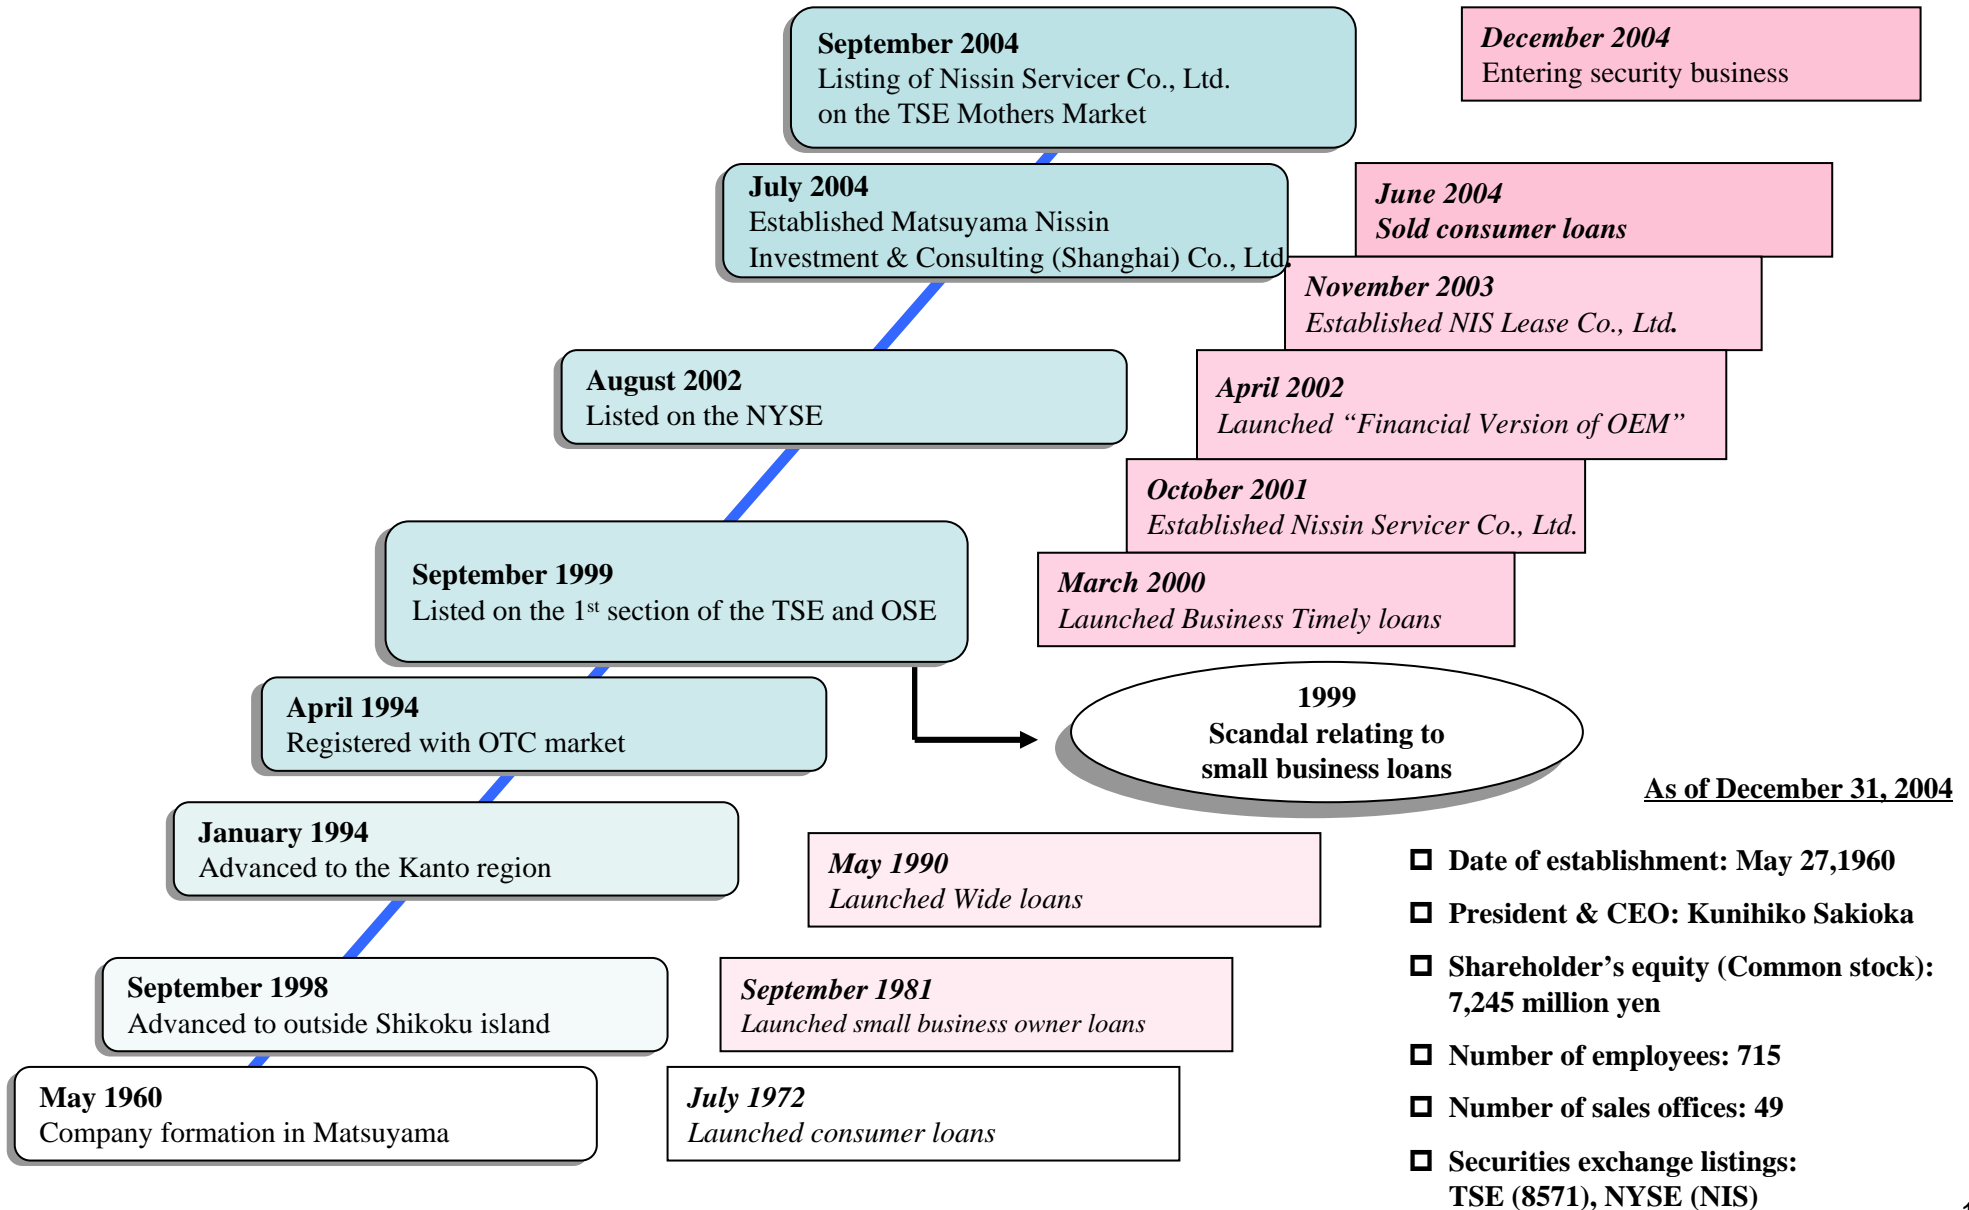 September 2004
Listing of Nissin Servicer Co., Ltd.
on the TSE Mothers Market
December 2004
Entering security business
July 2004
Established Matsuyama Nissin
Investment & Consulting (Shanghai) Co., Ltd.
June 2004
Sold consumer loans
November 2003
Established NIS Lease Co., Ltd.
August 2002
Listed on the NYSE
April 2002
Launched “Financial Version of OEM”
October 2001
Established Nissin Servicer Co., Ltd.
September 1999
Listed on the 1st section of the TSE and OSE
March 2000
Launched Business Timely loans
April 1994
Registered with OTC market
1999
Scandal relating to
small business loans
January 1994
Advanced to the Kanto region
May 1990
Launched Wide loans
September 1998
Advanced to outside Shikoku island
September 1981
Launched small business owner loans
May 1960
Company formation in Matsuyama
July 1972
Launched consumer loans
As of December 31, 2004
Date of establishment: May 27,1960
President & CEO: Kunihiko Sakioka
Shareholder’s equity (Common stock):
7,245 million yen
Number of employees: 715
Number of sales offices: 49
Securities exchange listings:
TSE (8571), NYSE (NIS)